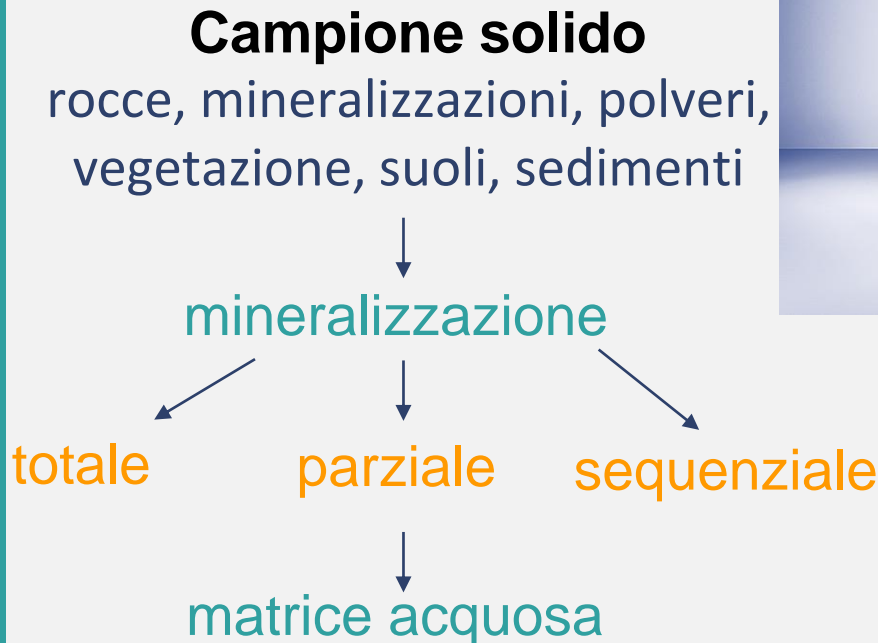 Campione solido
rocce, mineralizzazioni, polveri,
vegetazione, suoli, sedimenti
mineralizzazione
totale parziale sequenziale
matrice acquosa